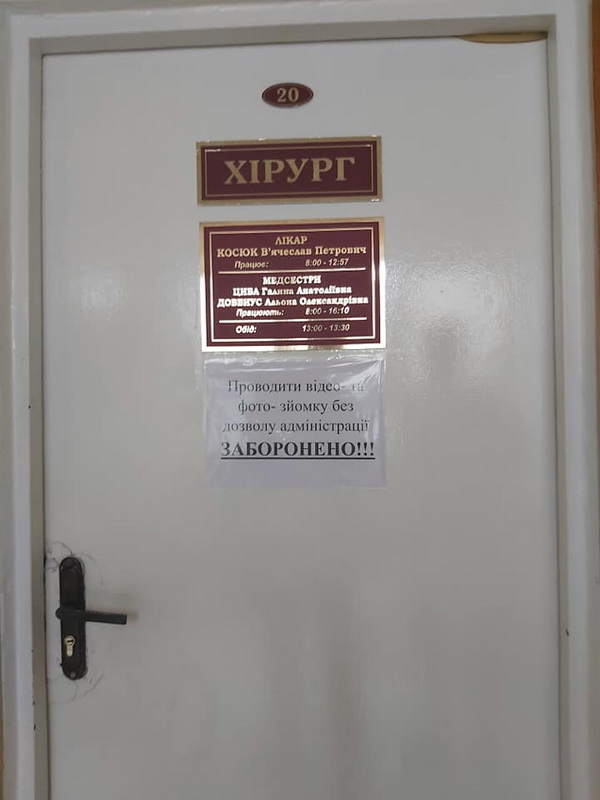 20
ХІРУРГ
ЛІКАР
КОСЮК В'ячеслав Петрович
Працює: 8:00 - 12:57
МЕДСЕСТРИ
ЦИВА Галина Анатоліївна
ДОВБИУС Альона Олександрівна
Працюють: 8:00 - 16:10
Обід: 13:00 - 13:30
Проводити відео- та
фото- зйомку без
дозволу адміністрації
ЗАБОРОНЕНО!!!